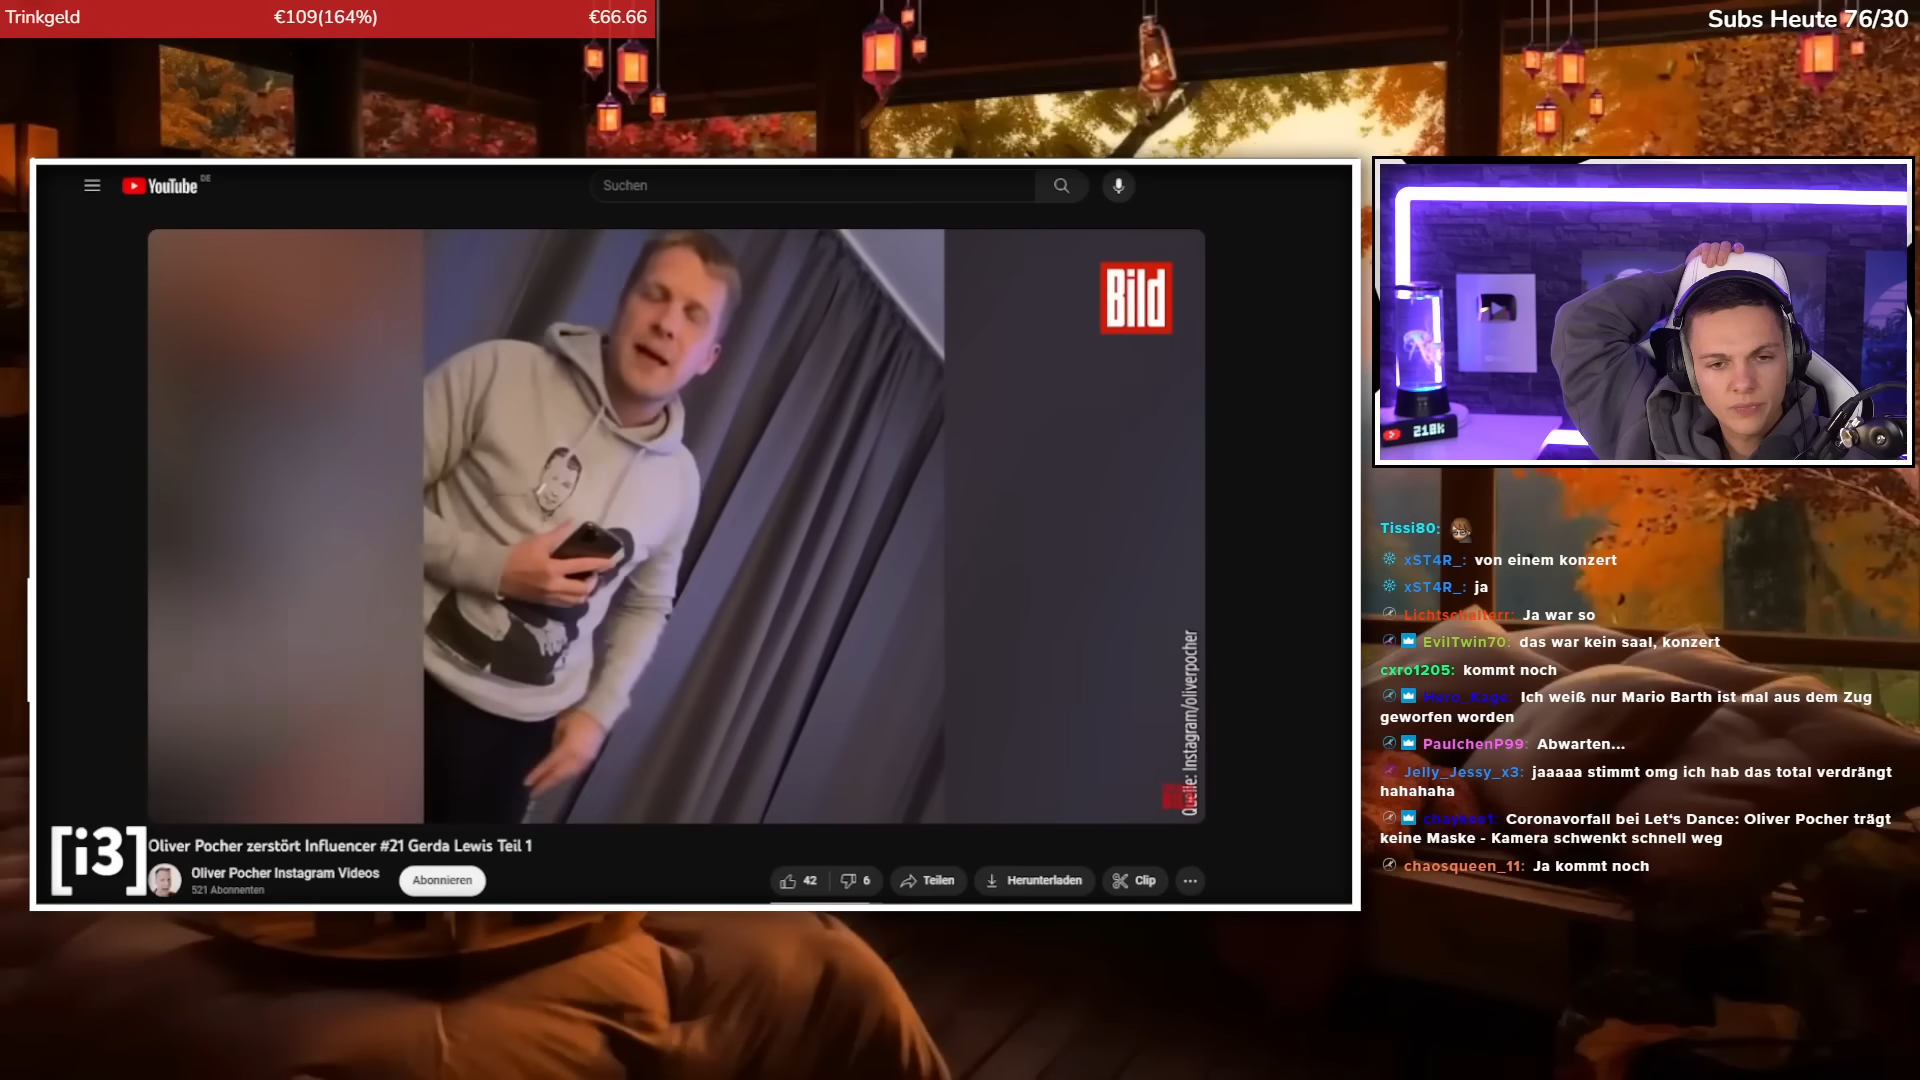 Trinkgeld €109(164%) €66.66
Subs Heute 76/30
YouTube DE
Suchen
Bild
Quelle: Instagram/oliverpocher
[i3]
Oliver Pocher zerstört Influencer #21 Gerda Lewis Teil 1
Oliver Pocher Instagram Videos
521 Abonnenten
Abonnieren
42
6
Teilen
Herunterladen
Clip
218k
Tissi80:
xST4R_: von einem konzert
xST4R_: ja
Lichtschalterr: Ja war so
EvilTwin70: das war kein saal, konzert
cxro1205: kommt noch
Hero_Kage: Ich weiß nur Mario Barth ist mal aus dem Zug
geworfen worden
PaulchenP99: Abwarten...
Jelly_Jessy_x3: jaaaaa stimmt omg ich hab das total verdrängt
hahahaha
Coronavorfall bei Let's Dance: Oliver Pocher trägt
keine Maske - Kamera schwenkt schnell weg
chaosqueen_11: Ja kommt noch